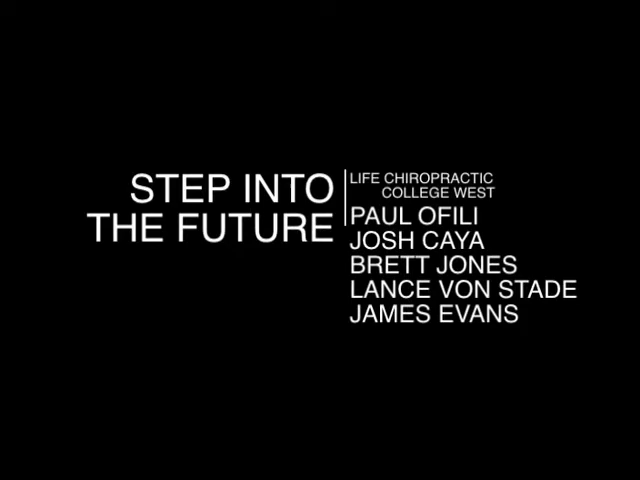 STEP INTO
THE FUTURE
LIFE CHIROPRACTIC
COLLEGE WEST
PAUL OFILI
JOSH CAYA
BRETT JONES
LANCE VON STADE
JAMES EVANS